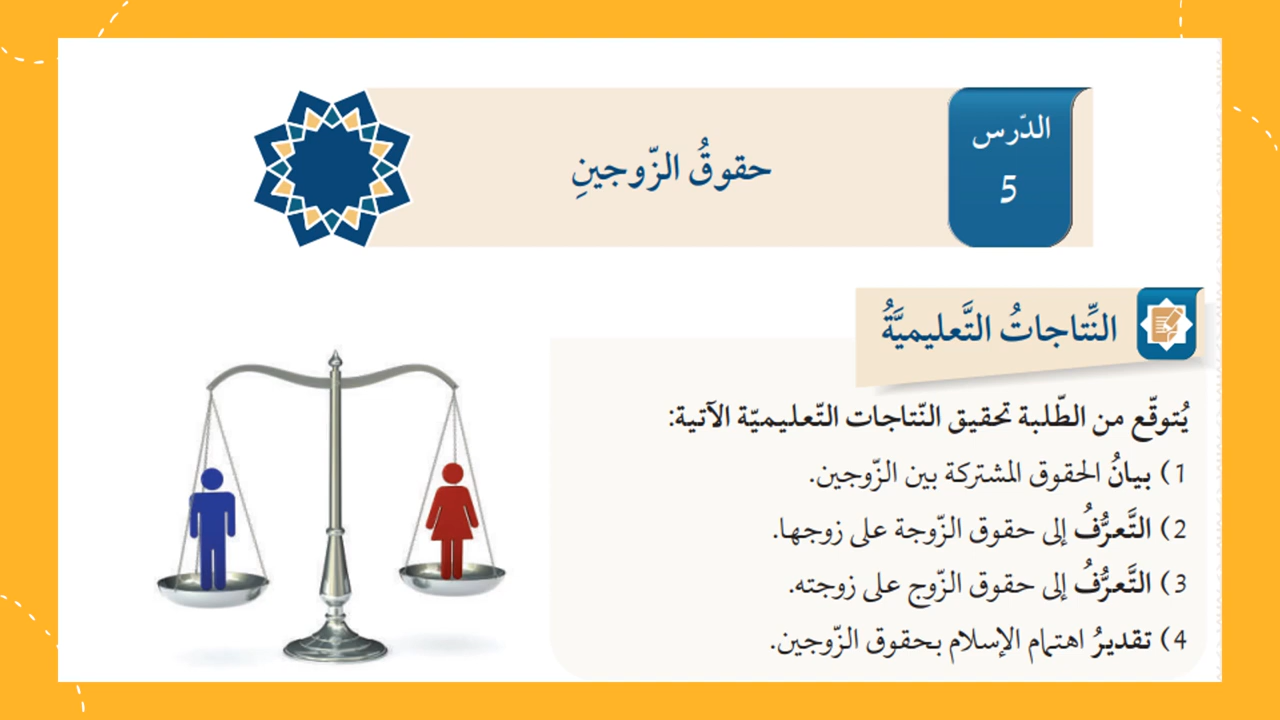 الدّرس
5
حقوقُ الزّوجينِ
النِّتاجاتُ التَّعليميَّةُ
يُتوقّع من الطّلبة تحقيق النّتاجات التّعليميّة الآتية:
1) بيانُ الحقوق المشتركة بين الزّوجين.
2) التَّعرُّفُ إلى حقوق الزّوجة على زوجها.
3) التَّعرُّفُ إلى حقوق الزّوج على زوجته.
4) تقديرُ اهتمام الإسلام بحقوق الزّوجين.